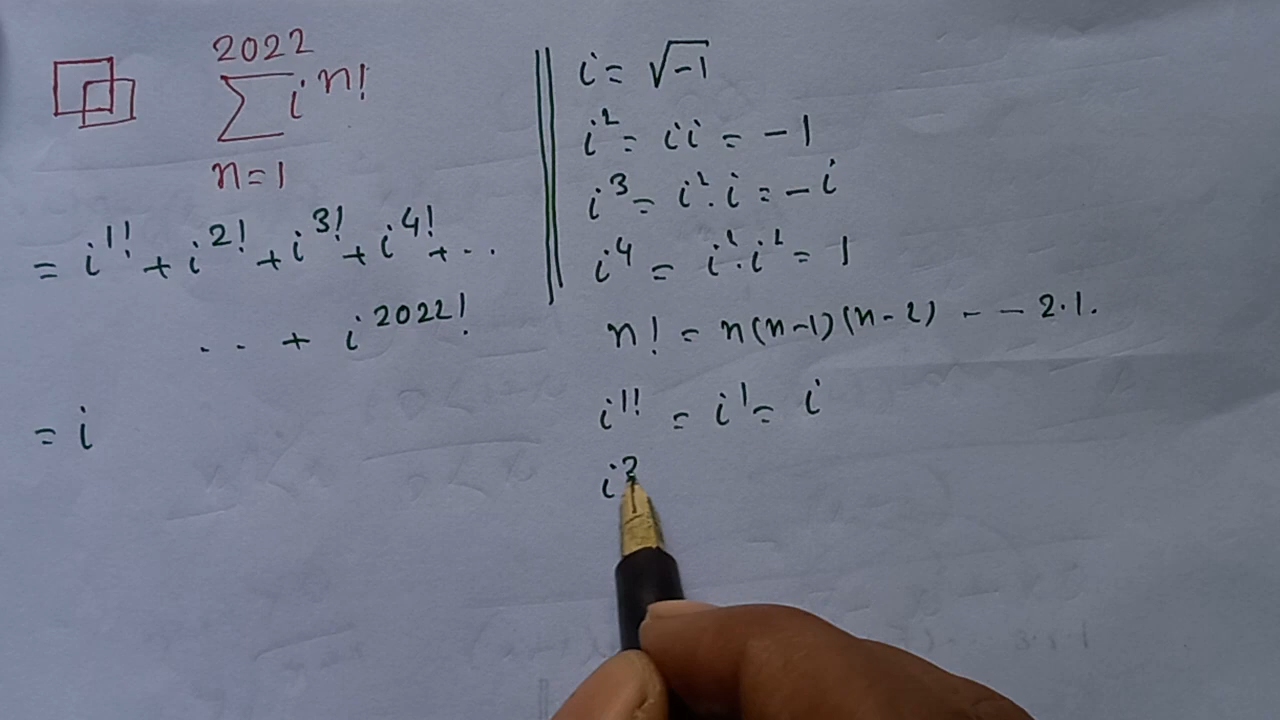 2022
∑ i^n!
n=1
= i^1! + i^2! + i^3! + i^4! + ..
.. + i^2022!
= i
i = √-1
i^2 = ii = -1
i^3 = i^2.i = -i
i^4 = i^2.i^2 = 1
n! = n(n-1)(n-2) - - 2.1.
i^1! = i^1 = i
i^2